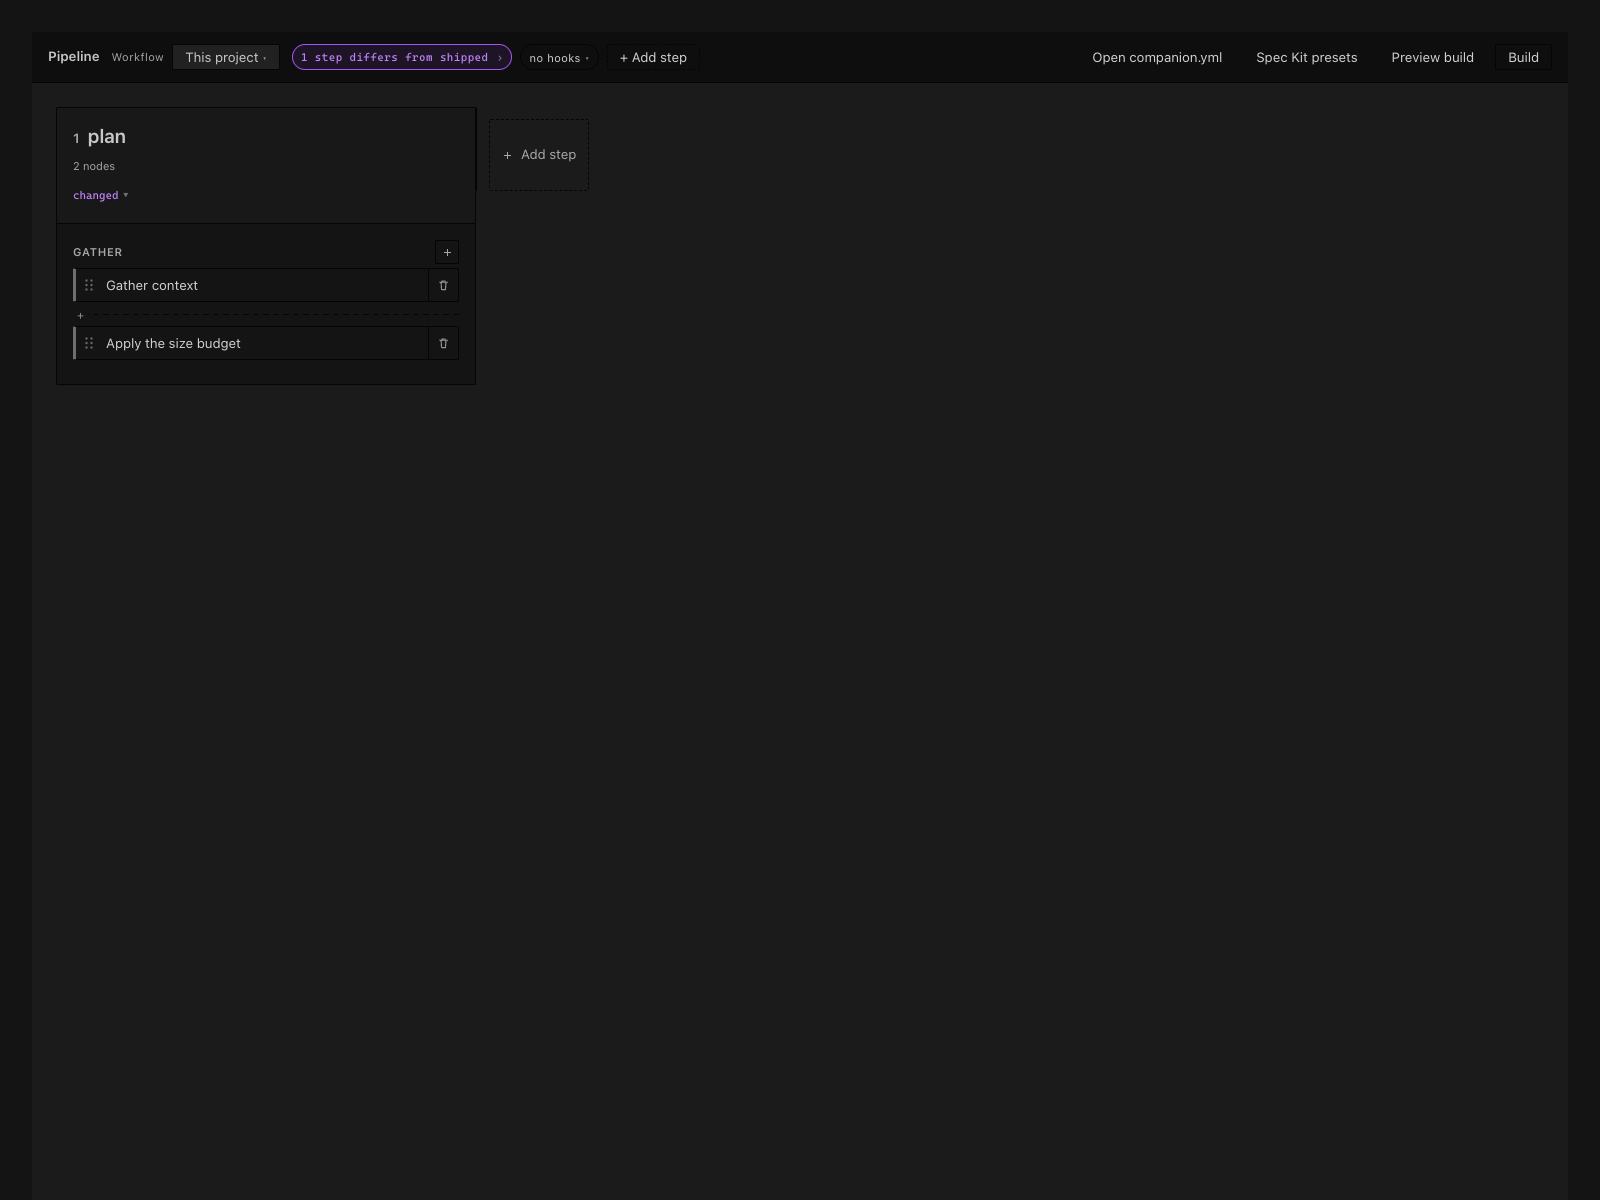 Pipeline Workflow This project 1 step differs from shipped › no hooks + Add step Open companion.yml Spec Kit presets Preview build Build
1 plan
2 nodes
changed ▾
+ Add step
GATHER +
Gather context
+
Apply the size budget